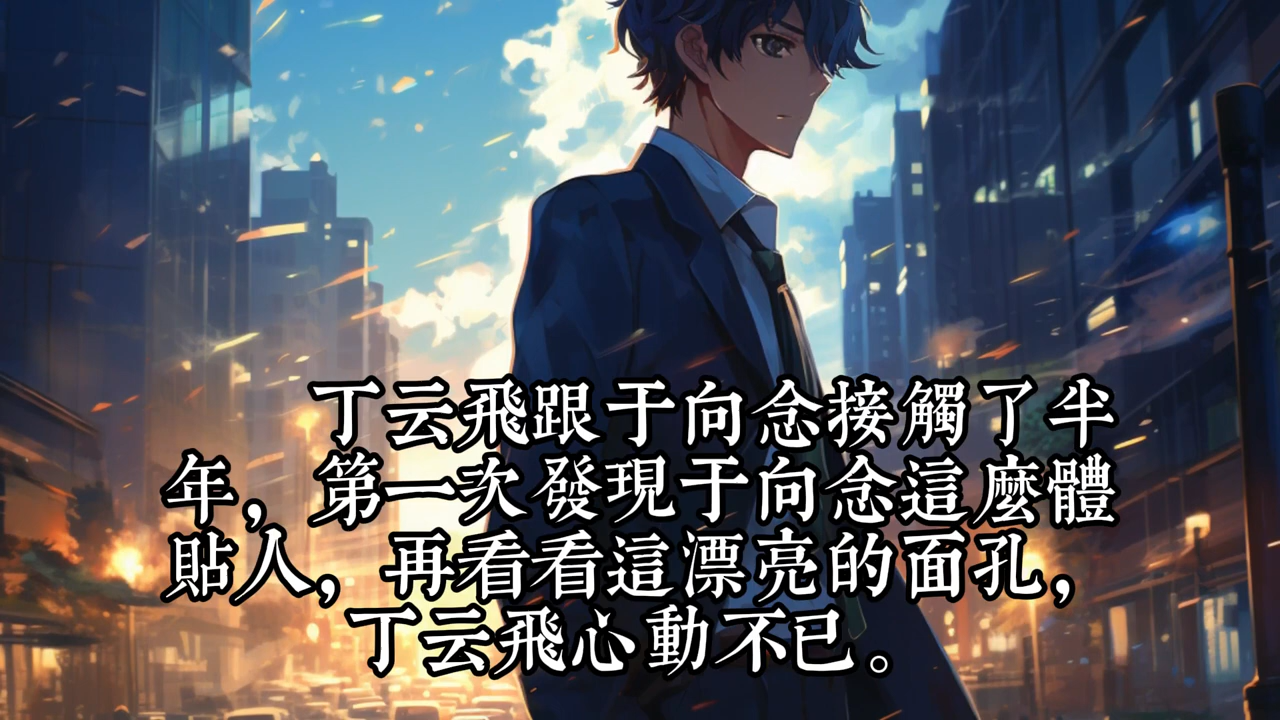 丁云飛跟于向念接觸了半
年，第一次發現于向念這麼體
貼人，再看看這漂亮的面孔，
丁云飛心動不已。